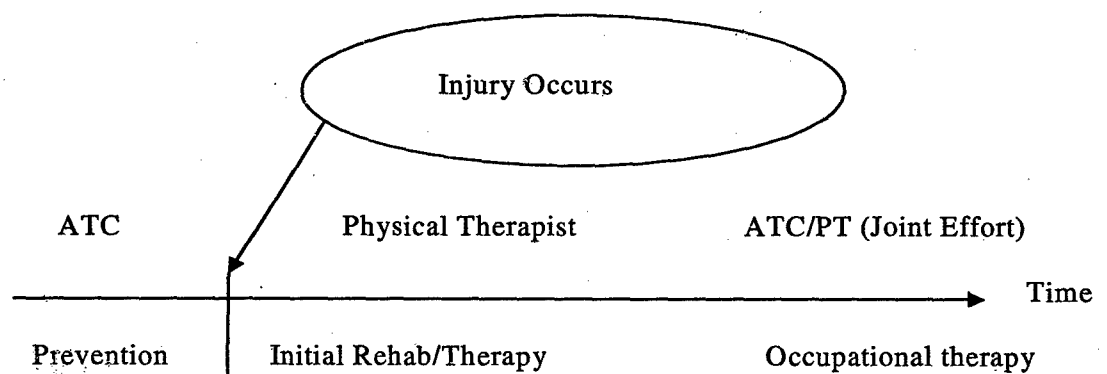 Injury Occurs
ATC Physical Therapist ATC/PT (Joint Effort)
Time
Prevention Initial Rehab/Therapy Occupational therapy